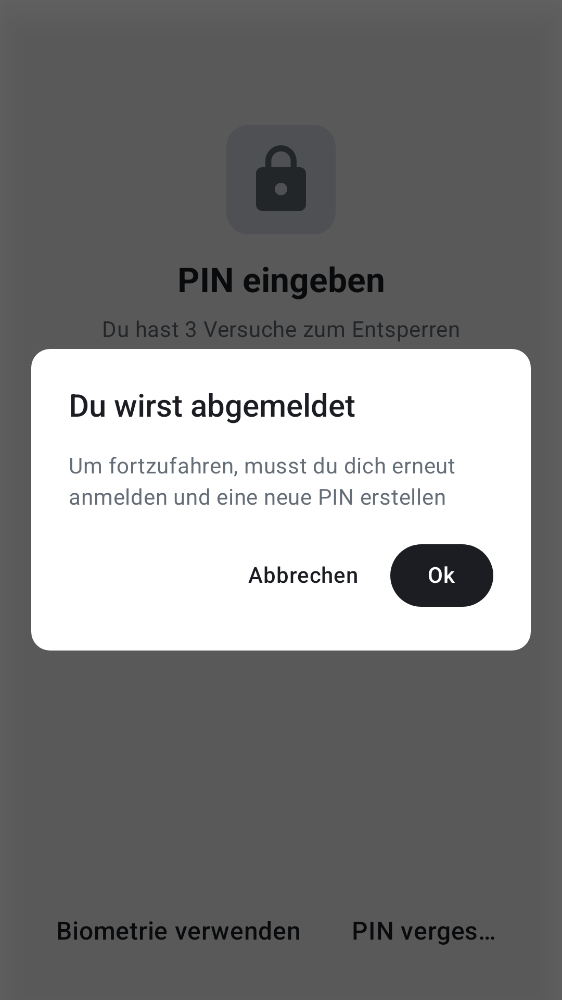 PIN eingeben
Du hast 3 Versuche zum Entsperren
Du wirst abgemeldet
Um fortzufahren, musst du dich erneut
anmelden und eine neue PIN erstellen
Abbrechen
Ok
Biometrie verwenden
PIN verges...